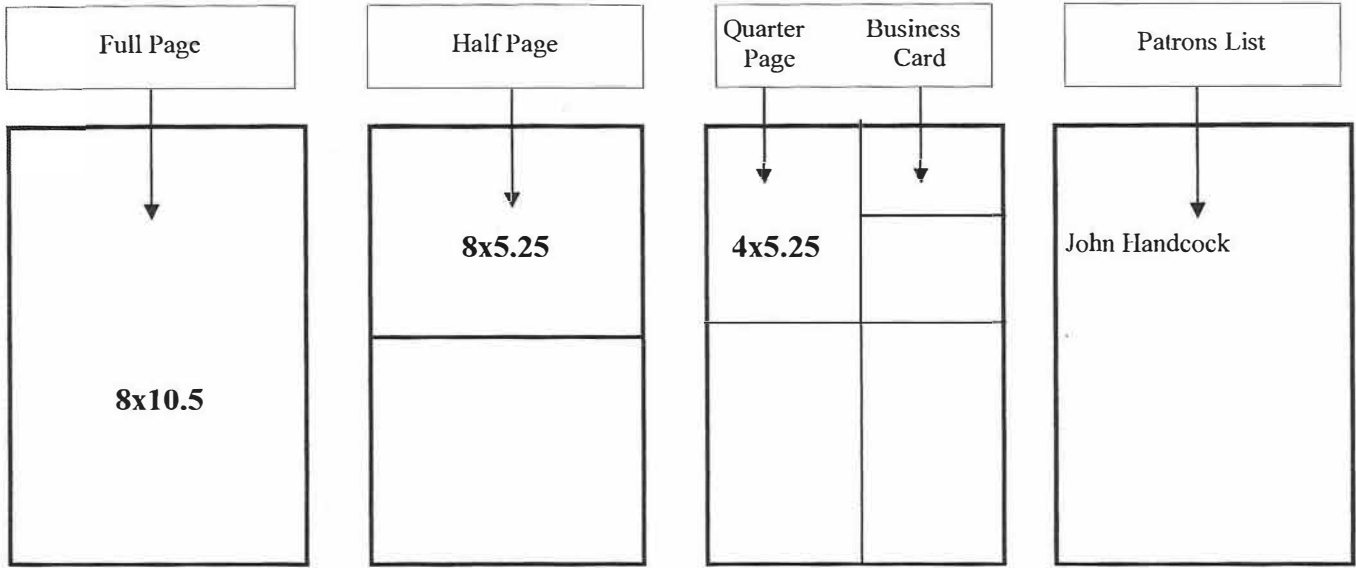 Full Page
Half Page
Quarter
Page
Business
Card
Patrons List
8x10.5
8x5.25
4x5.25
John Handcock